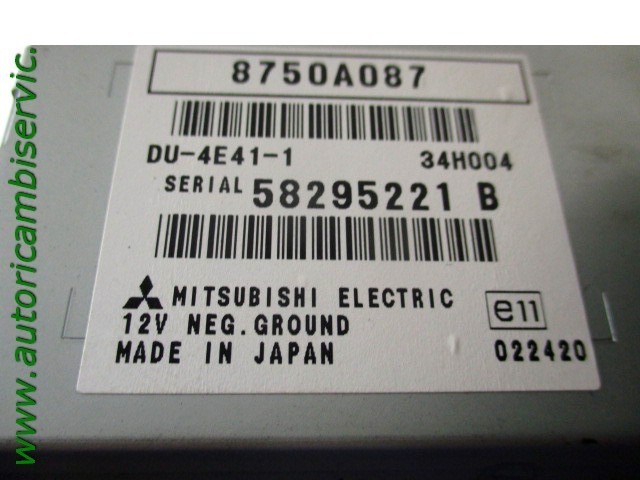 8750A087
DU-4E41-1 34H004
SERIAL 58295221 B
MITSUBISHI ELECTRIC
12V NEG. GROUND
MADE IN JAPAN
e11
022420
www.autoricambiservic.